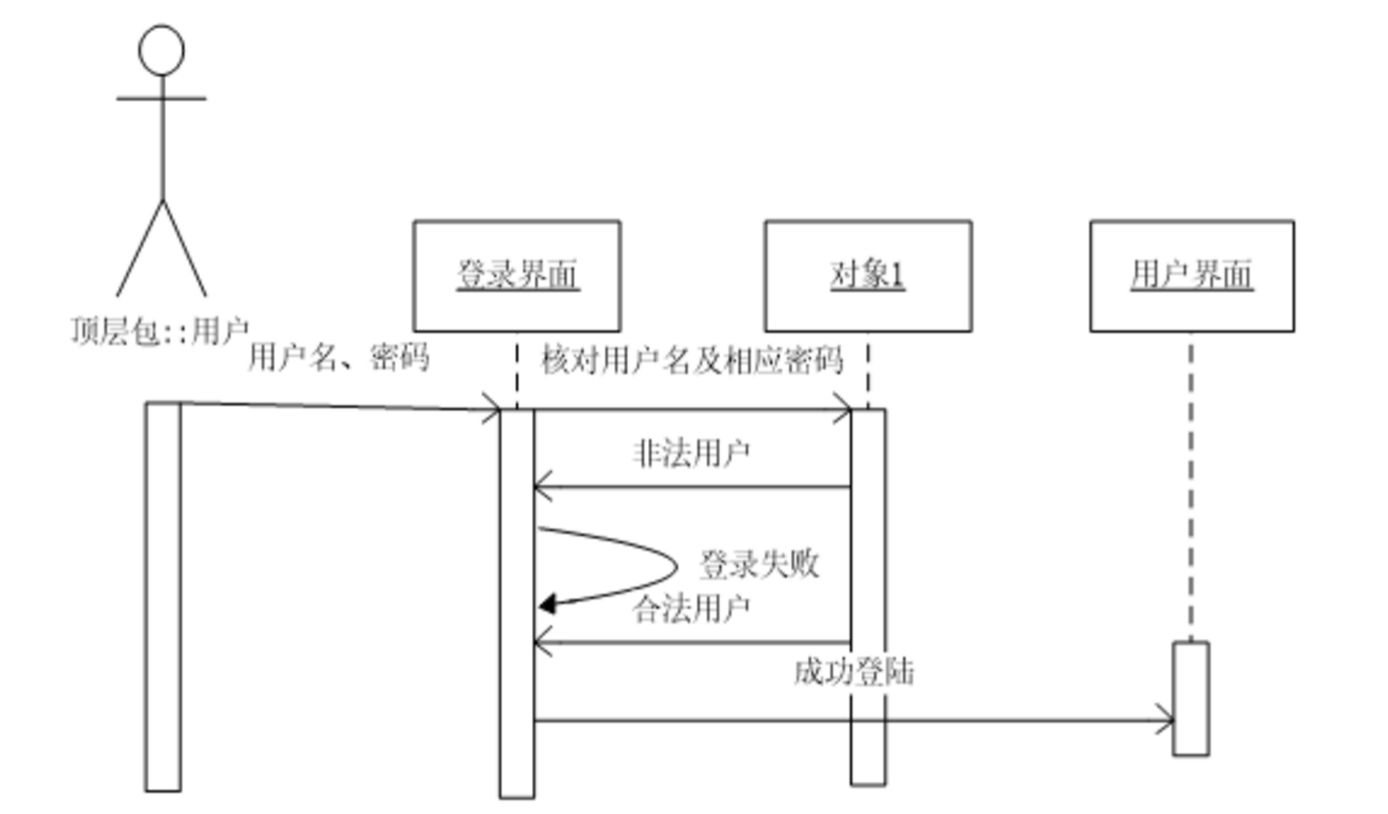 登录界面
对象1
用户界面
顶层包::用户
用户名、密码
核对用户名及相应密码
非法用户
登录失败
合法用户
成功登陆